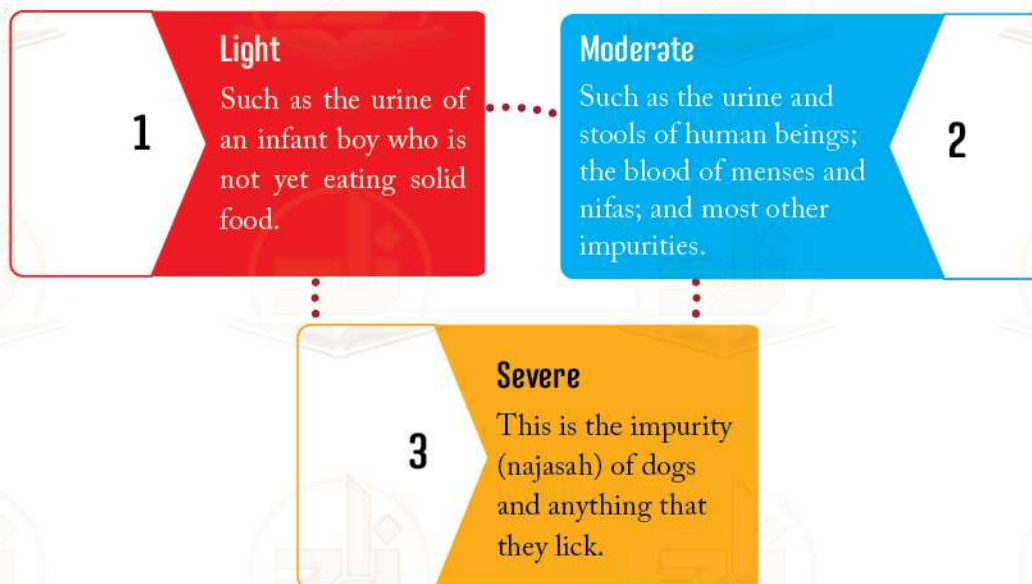 1
Light
Such as the urine of
an infant boy who is
not yet eating solid
food.
Moderate
Such as the urine and
stools of human beings;
the blood of menses and
nifas; and most other
impurities.
2
3
Severe
This is the impurity
(najasah) of dogs
and anything that
they lick.